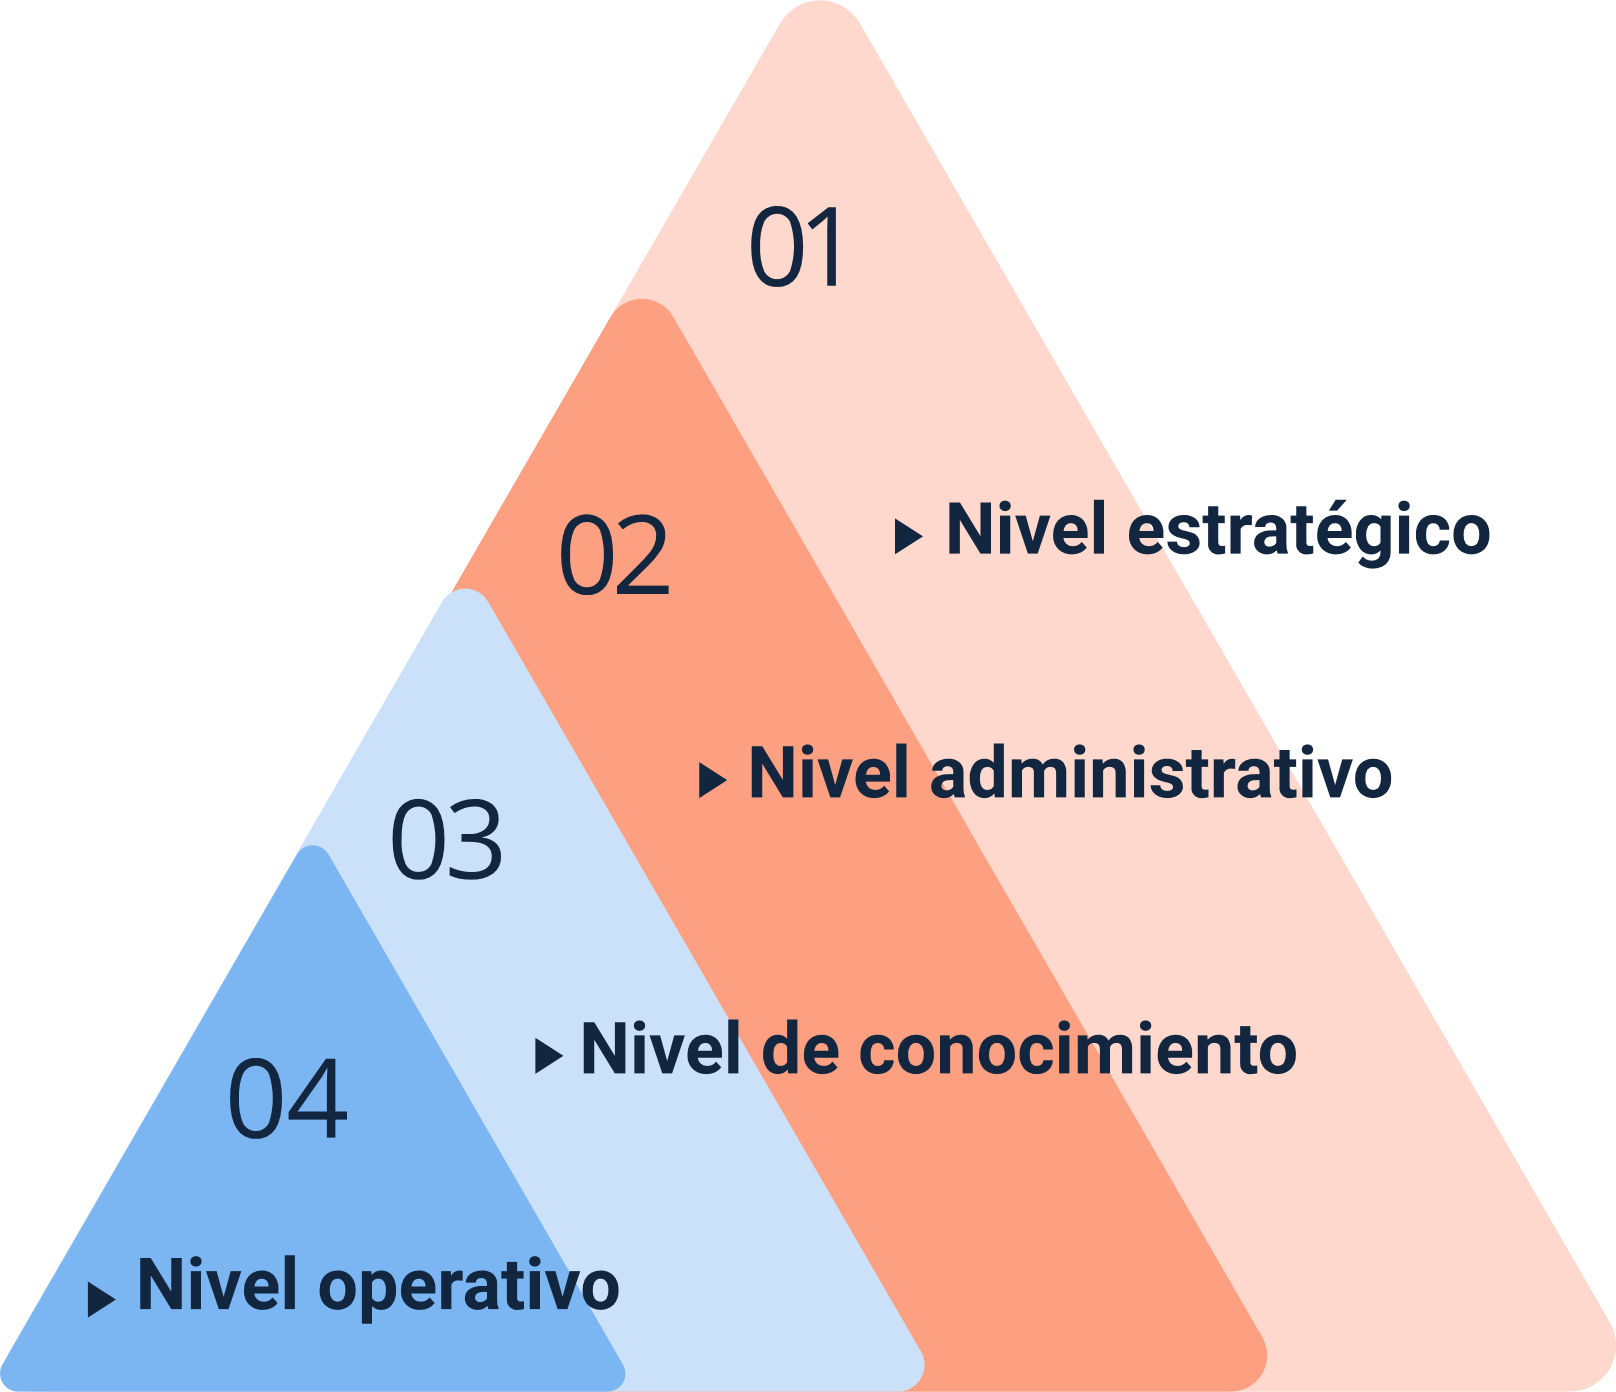 01
02
▶ Nivel estratégico
▶ Nivel administrativo
03
▶ Nivel de conocimiento
04
▶ Nivel operativo